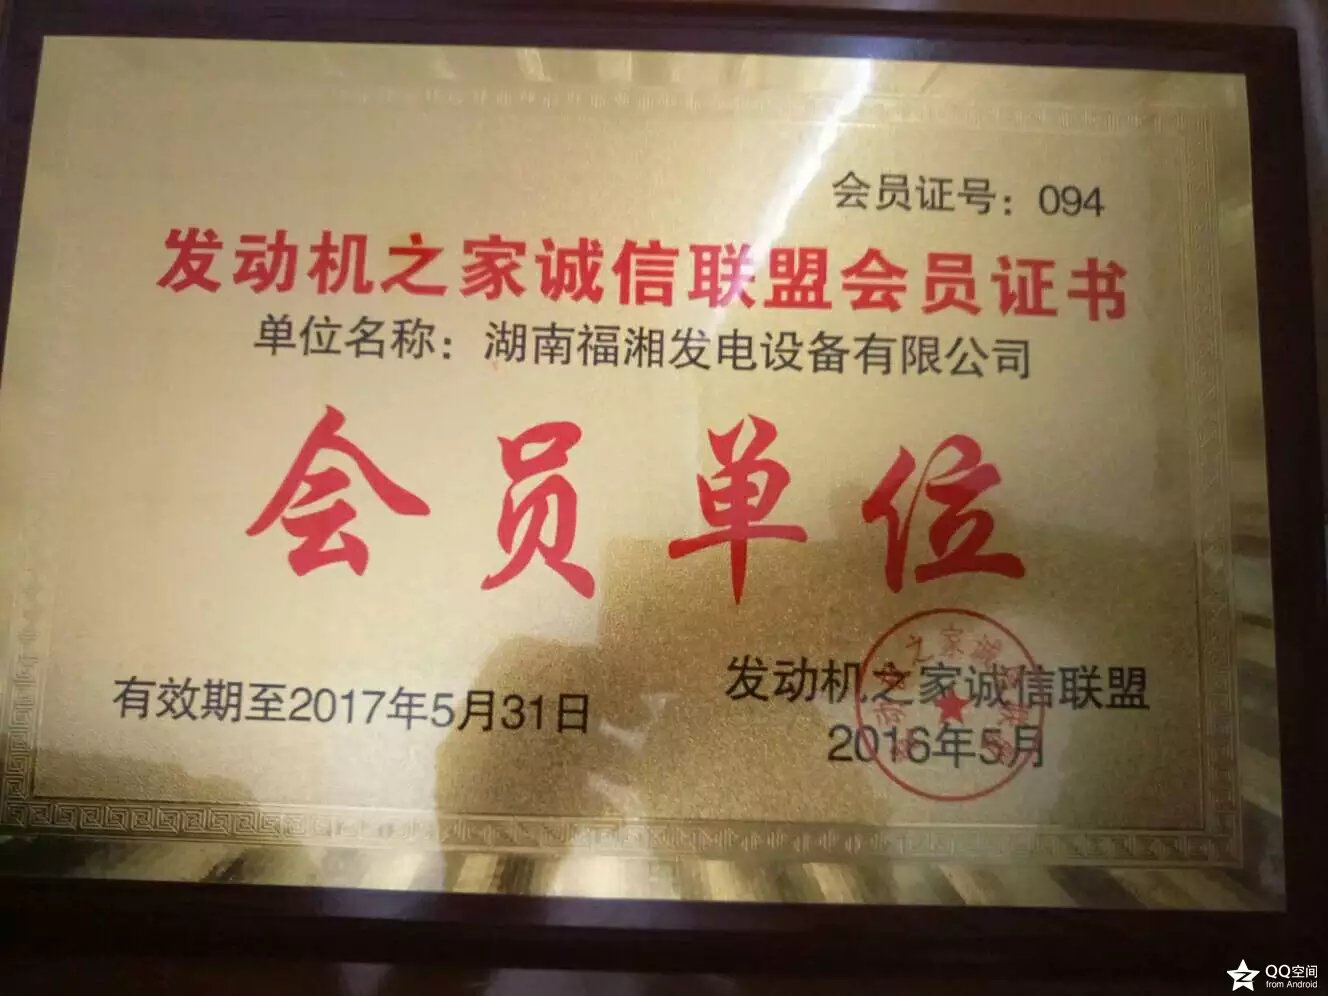 会员证号：094
发动机之家诚信联盟会员证书
单位名称：湖南福湘发电设备有限公司
会员单位
有效期至2017年5月31日
发动机之家诚信联盟
2016年5月
之家诚
QQ空间
from Android